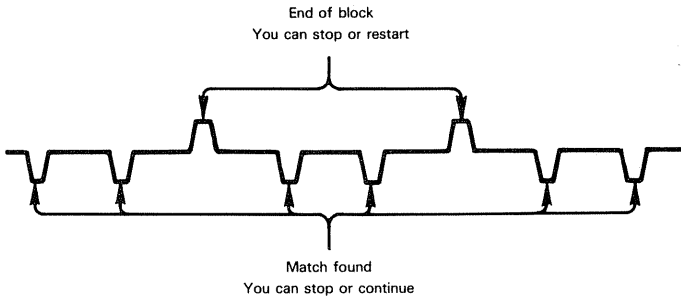 End of block
You can stop or restart
Match found
You can stop or continue